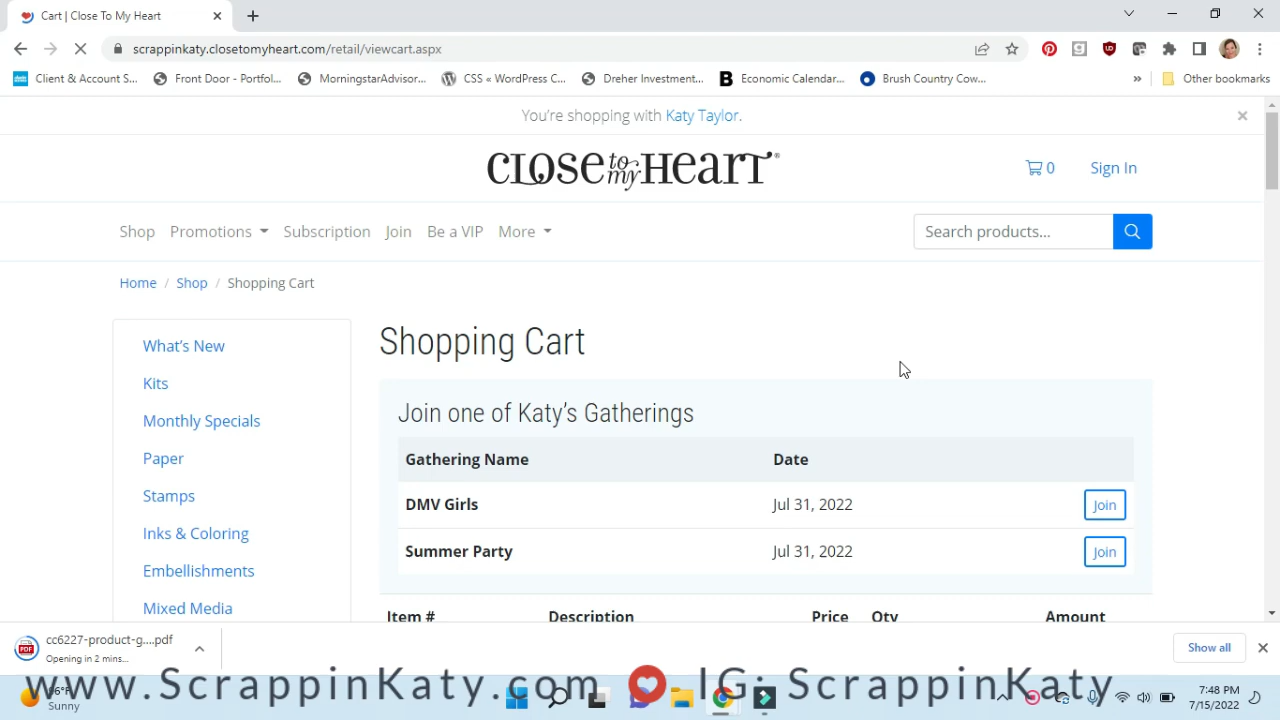 Cart | Close To My Heart
scrappinkaty.closetomyheart.com/retail/viewcart.aspx
Client & Account S... Front Door - Portfol... MorningstarAdvisor... CSS « WordPress C... Dreher Investment... Economic Calendar... Brush Country Cow... » Other bookmarks
You're shopping with Katy Taylor.
CLOSE to my HEART®
0 Sign In
Shop Promotions Subscription Join Be a VIP More
Search products...
Home / Shop / Shopping Cart
What's New
Kits
Monthly Specials
Paper
Stamps
Inks & Coloring
Embellishments
Mixed Media
Shopping Cart
Join one of Katy's Gatherings
Gathering Name Date
DMV Girls Jul 31, 2022 Join
Summer Party Jul 31, 2022 Join
Item # Description Price Qty Amount
cc6227-product-g....pdf
Opening in 2 mins...
Show all
www.ScrappinKaty.com IG: ScrappinKaty
Sunny
7:48 PM
7/15/2022